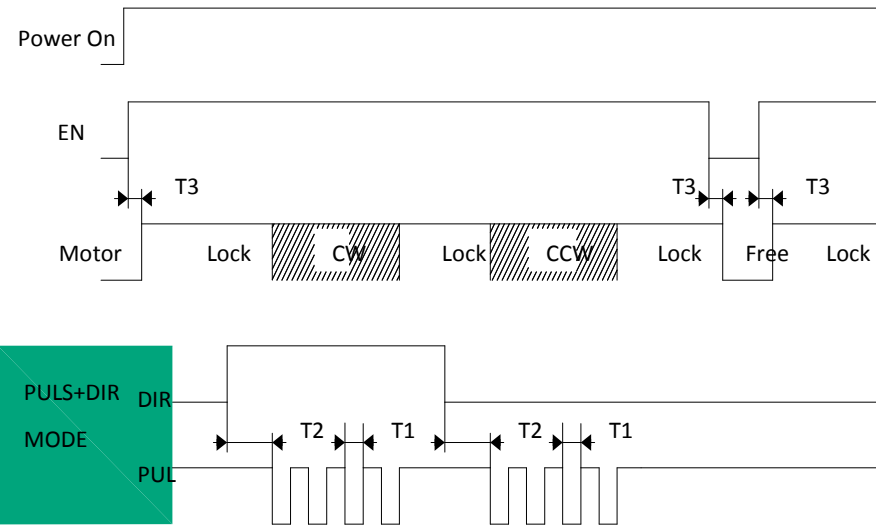 Power On
EN
T3 T3 T3
Motor Lock CW Lock CCW Lock Free Lock
PULS+DIR DIR
MODE T2 T1 T2 T1
PUL